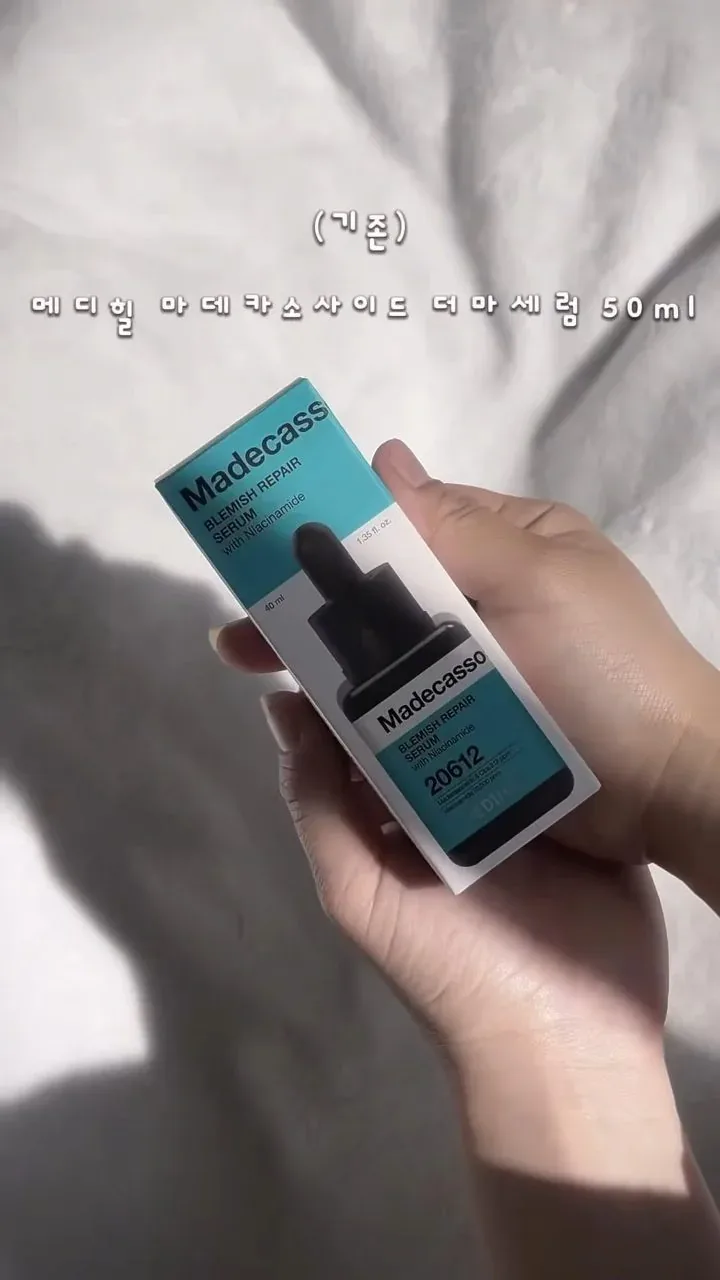 (기존)
메디힐 마데카소사이드 더마세럼 50ml
Madecass
BLEMISH REPAIR
SERUM
with Niacinamide
40 ml
1.35 fl. oz.
Madecasso
BLEMISH REPAIR
SERUM
with Niacinamide
20612